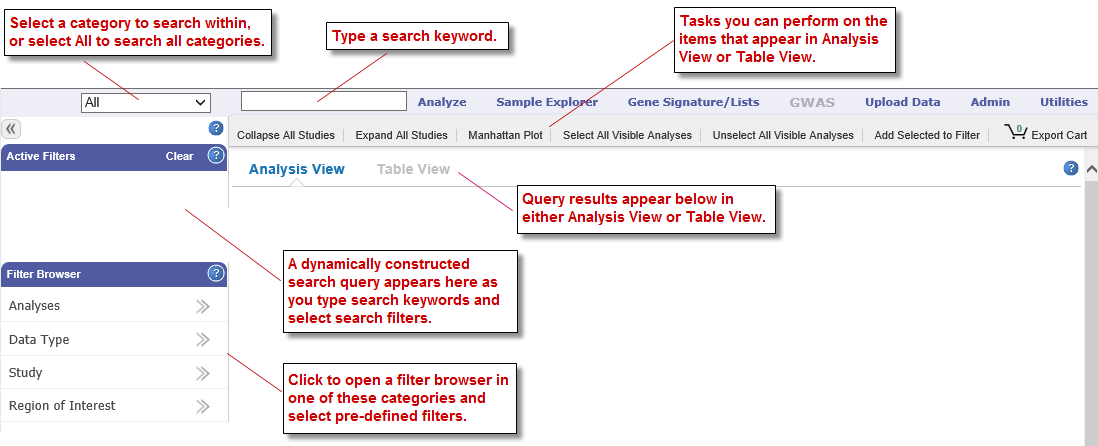 Select a category to search within,
or select All to search all categories.
Type a search keyword.
Tasks you can perform on the
items that appear in Analysis
View or Table View.
All
Analyze Sample Explorer Gene Signature/Lists GWAS Upload Data Admin Utilities
Collapse All Studies Expand All Studies Manhattan Plot Select All Visible Analyses Unselect All Visible Analyses Add Selected to Filter 0 Export Cart
Active Filters Clear
Analysis View Table View
Query results appear below in
either Analysis View or Table View.
A dynamically constructed
search query appears here as
you type search keywords and
select search filters.
Filter Browser
Analyses
Data Type
Study
Region of Interest
Click to open a filter browser in
one of these categories and
select pre-defined filters.